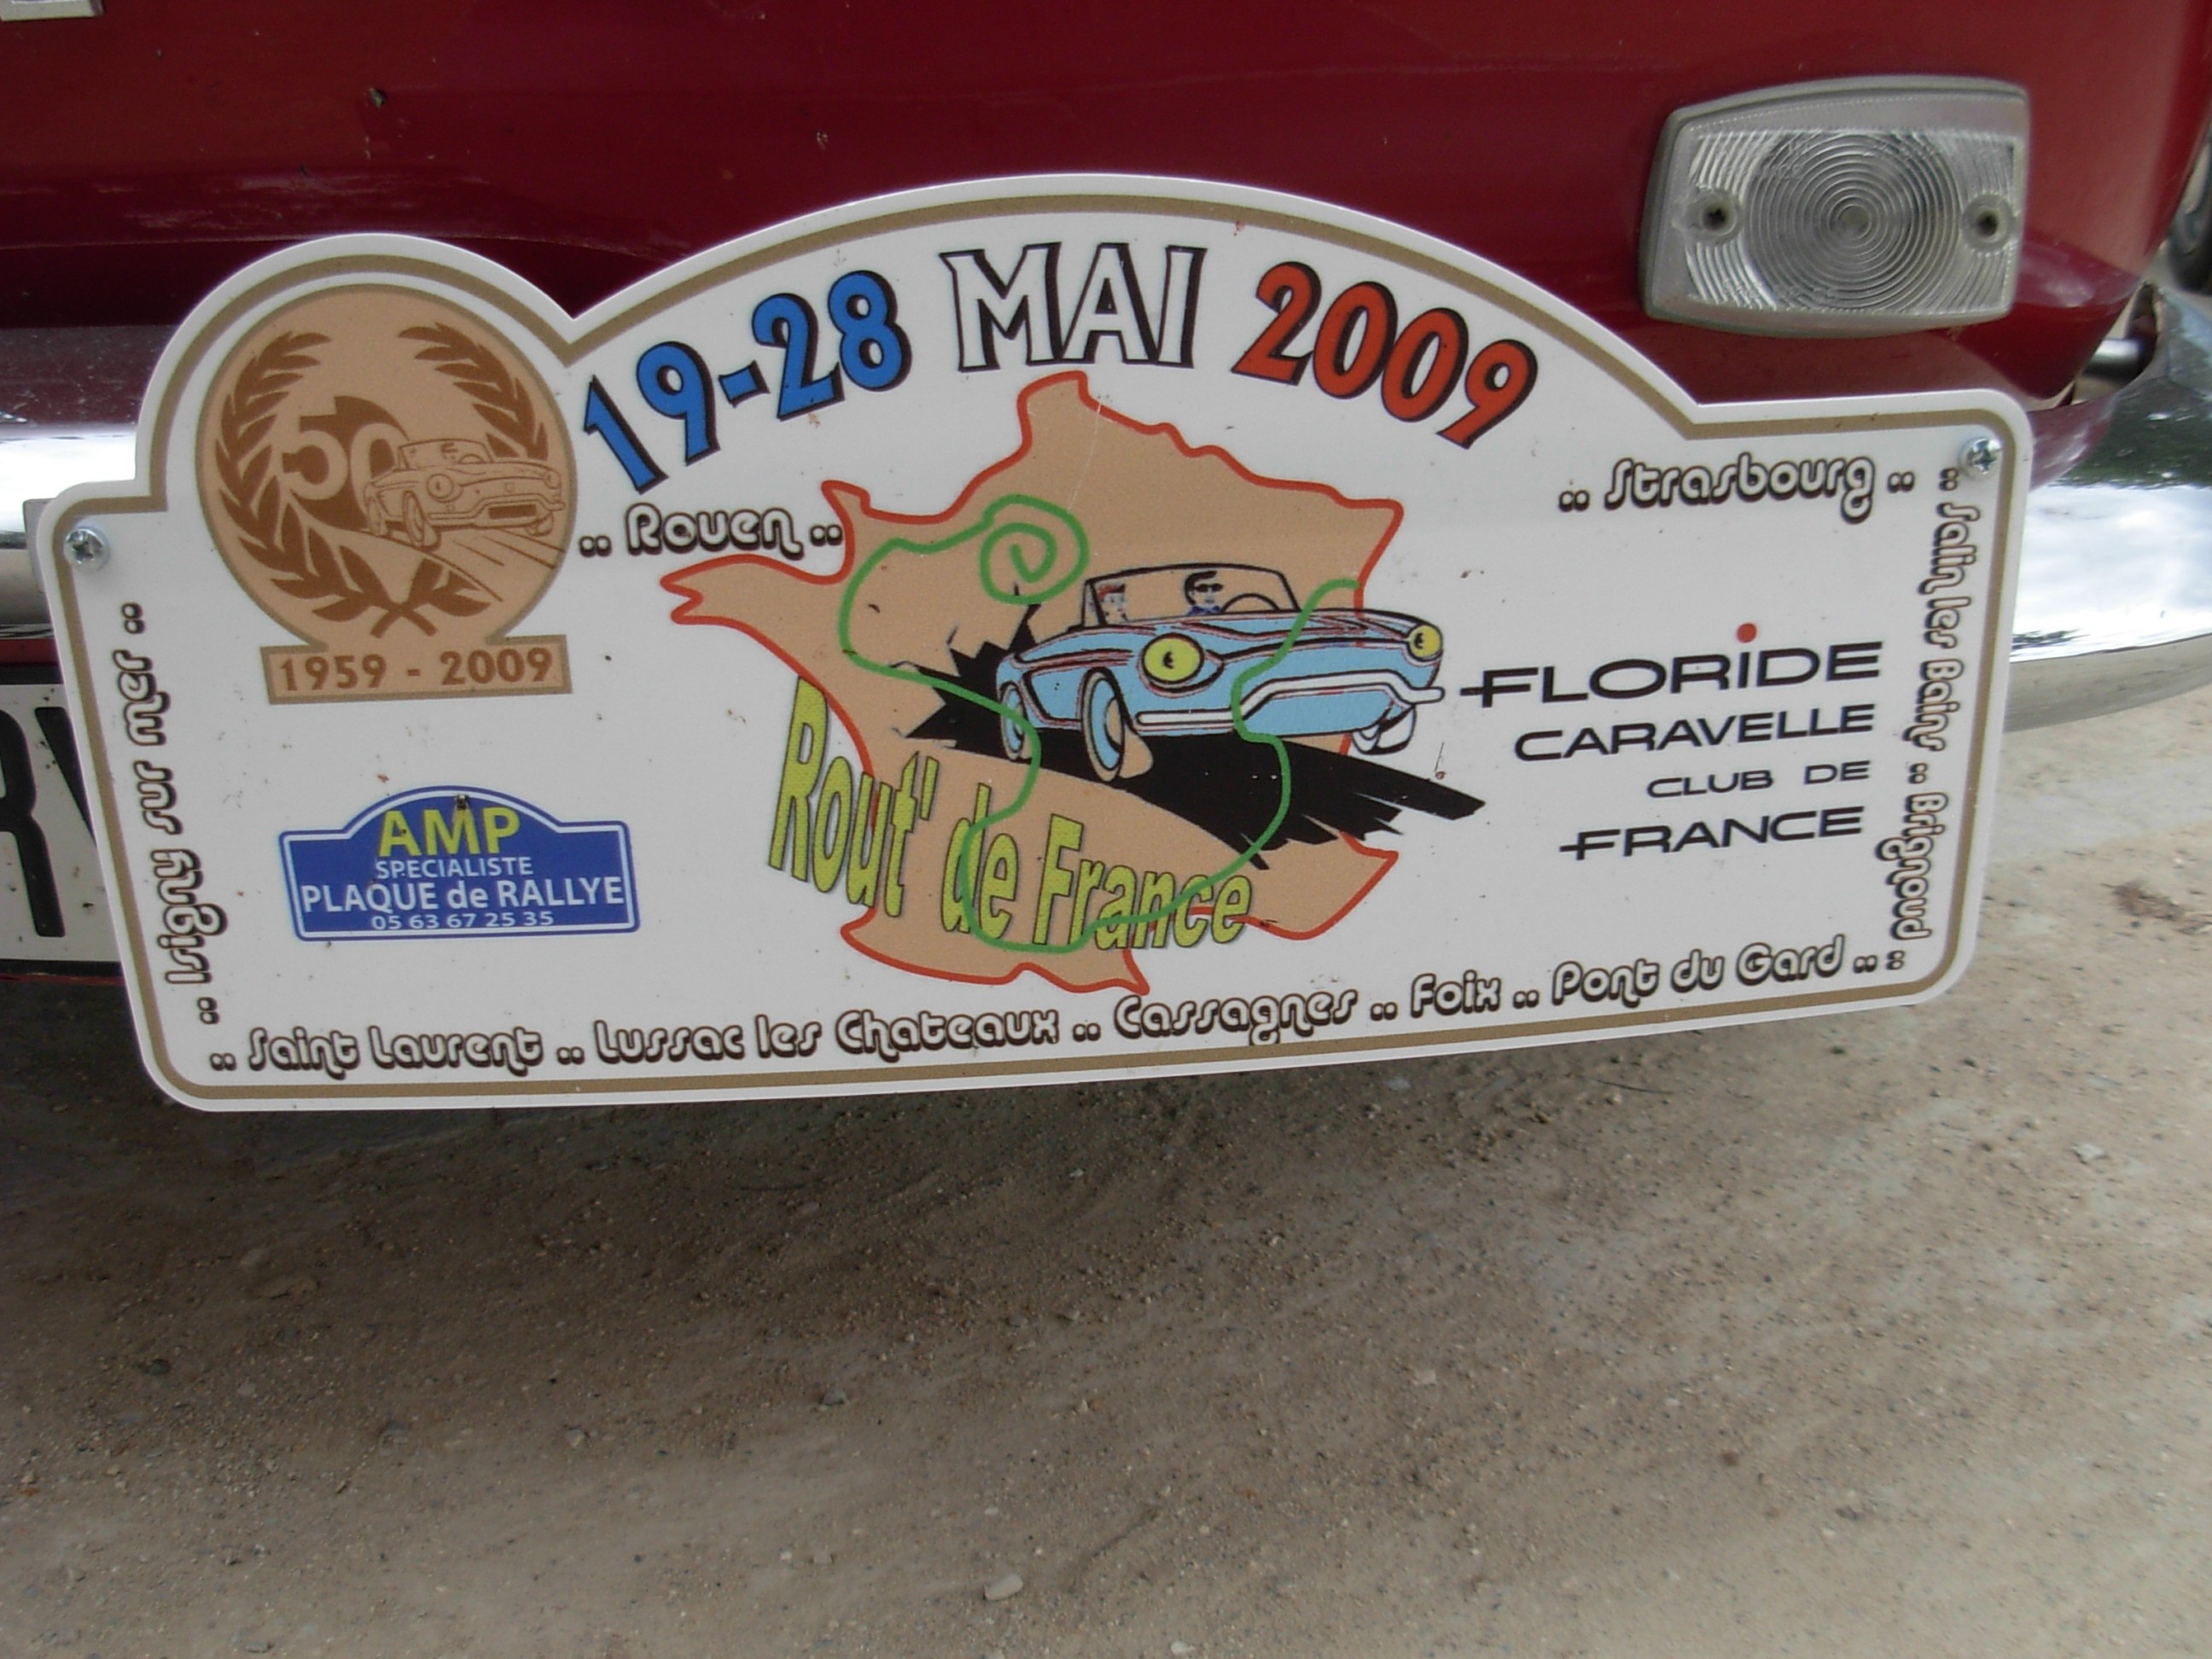 19-28 MAI 2009
50
1959 - 2009
.. Rouen ..
.. Strasbourg ..
.. Salin les Bains .. Brignoud ..
FLORIDE
CARAVELLE
CLUB DE
FRANCE
Rout' de France
AMP
SPECIALISTE
PLAQUE de RALLYE
05 63 67 25 35
.. Isigny sur mer ..
.. Saint Laurent .. Lussac les Chateaux .. Cassagnes .. Foix .. Pont du Gard ..